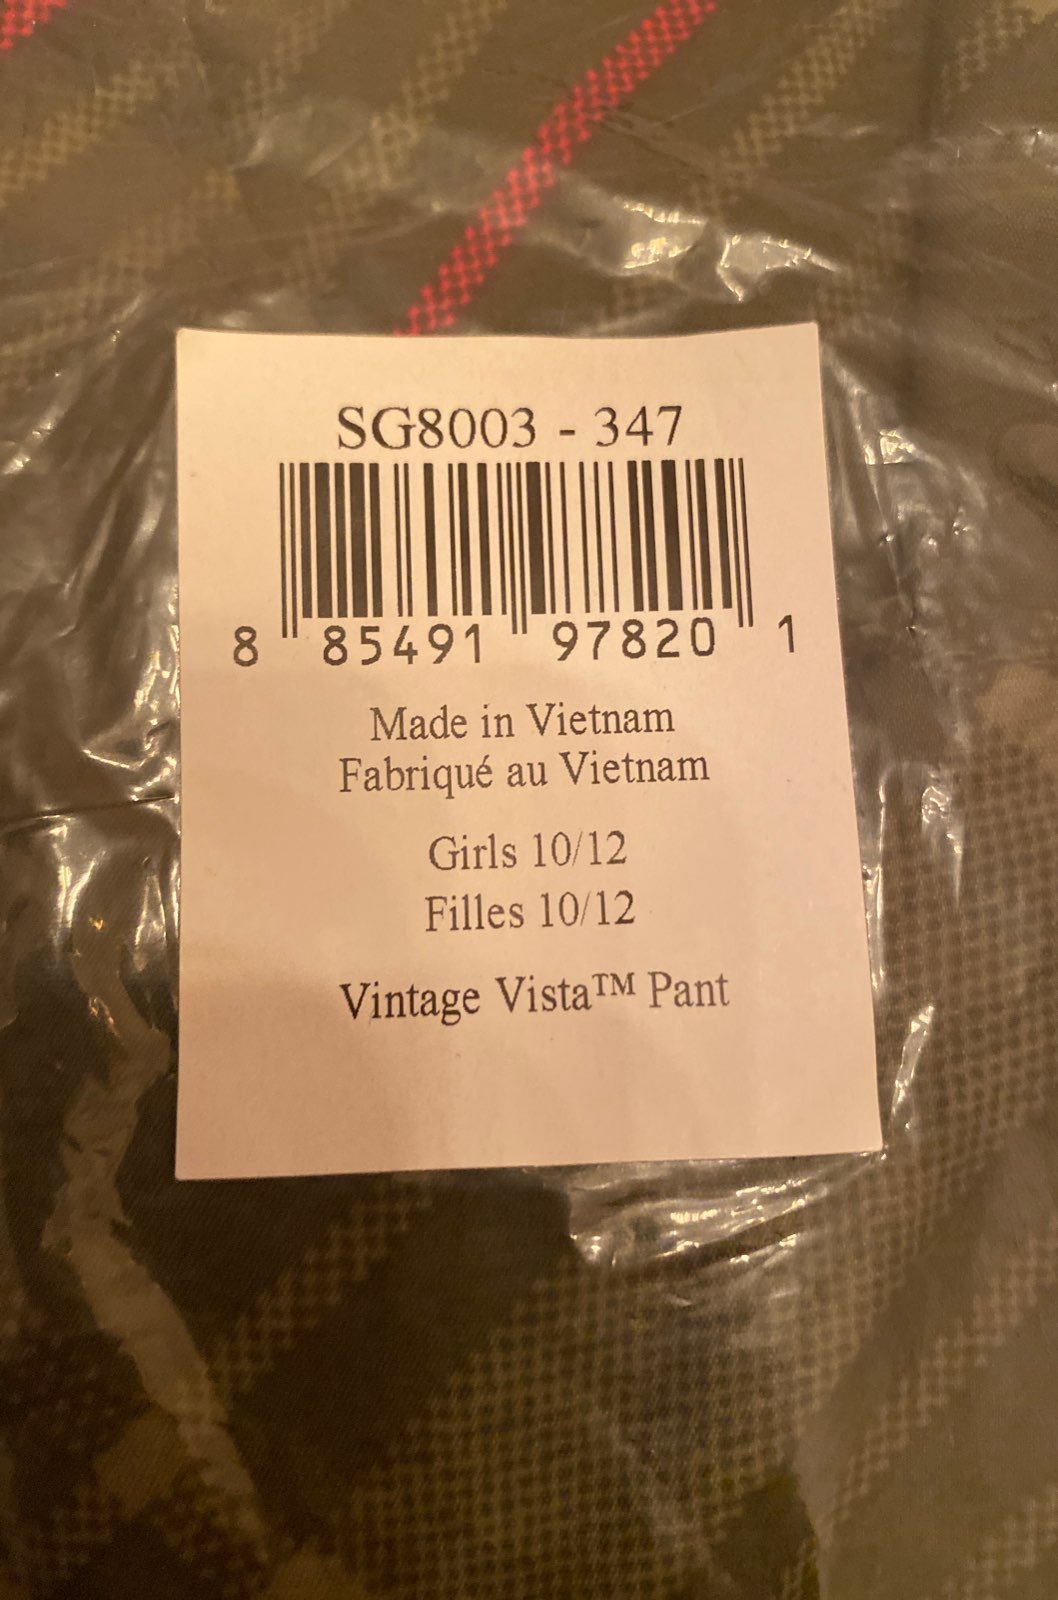 SG8003 - 347
8 85491 97820 1
Made in Vietnam
Fabriqué au Vietnam
Girls 10/12
Filles 10/12
Vintage Vista™ Pant